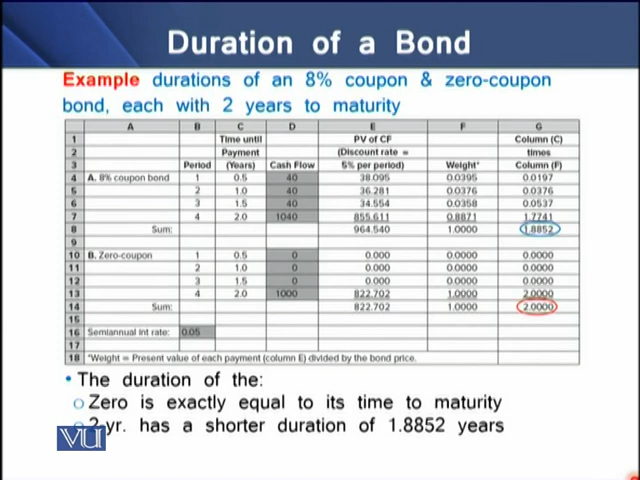 Duration of a Bond
Example durations of an 8% coupon & zero-coupon
bond, each with 2 years to maturity
A B C D E F G
1 Time until PV of CF Column (C)
2 Payment (Discount rate = times
3 Period (Years) Cash Flow 5% per period) Weight* Column (F)
4 A. 8% coupon bond 1 0.5 40 38.095 0.0395 0.0197
5 2 1.0 40 36.281 0.0376 0.0376
6 3 1.5 40 34.554 0.0358 0.0537
7 4 2.0 1040 855.611 0.8871 1.7741
8 Sum: 964.540 1.0000 1.8852
9
10 B. Zero-coupon 1 0.5 0 0.000 0.0000 0.0000
11 2 1.0 0 0.000 0.0000 0.0000
12 3 1.5 0 0.000 0.0000 0.0000
13 4 2.0 1000 822.702 1.0000 2.0000
14 Sum: 822.702 1.0000 2.0000
15
16 Semiannual int rate: 0.05
17
18 *Weight = Present value of each payment (column E) divided by the bond price.
• The duration of the:
Zero is exactly equal to its time to maturity
2 yr. has a shorter duration of 1.8852 years
VU